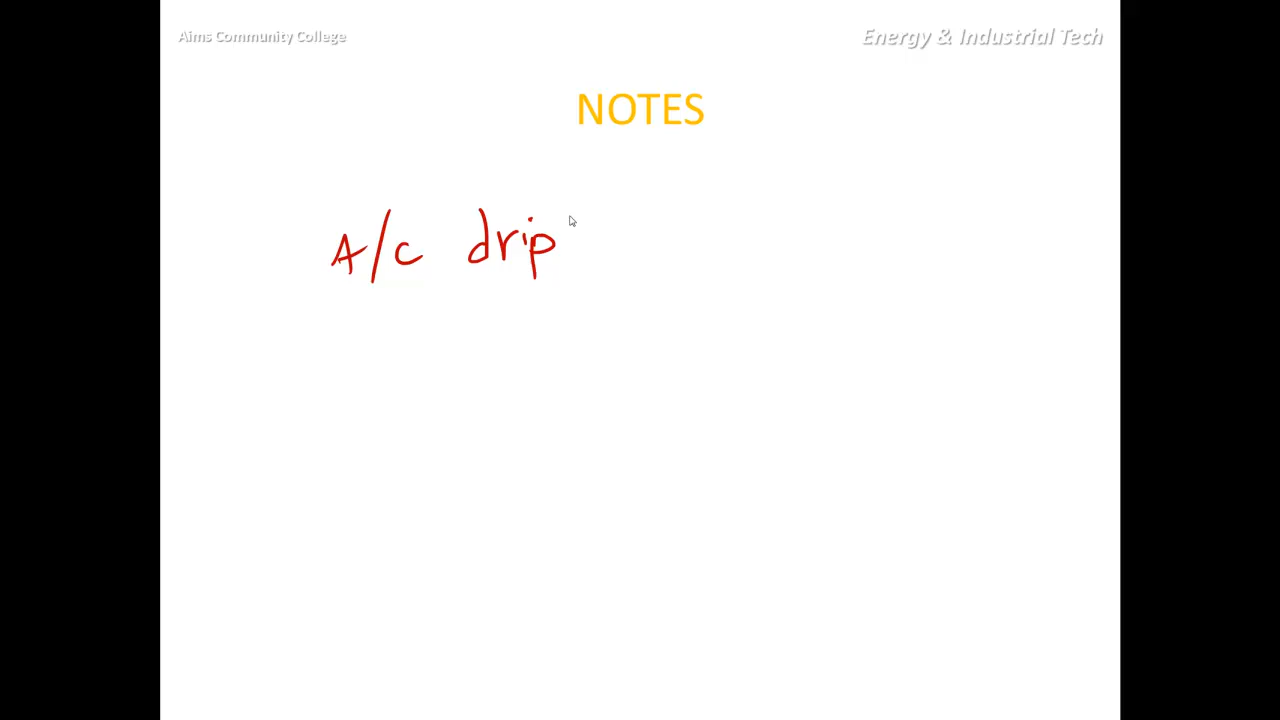 Aims Community College
Energy & Industrial Tech
NOTES
A/c drip